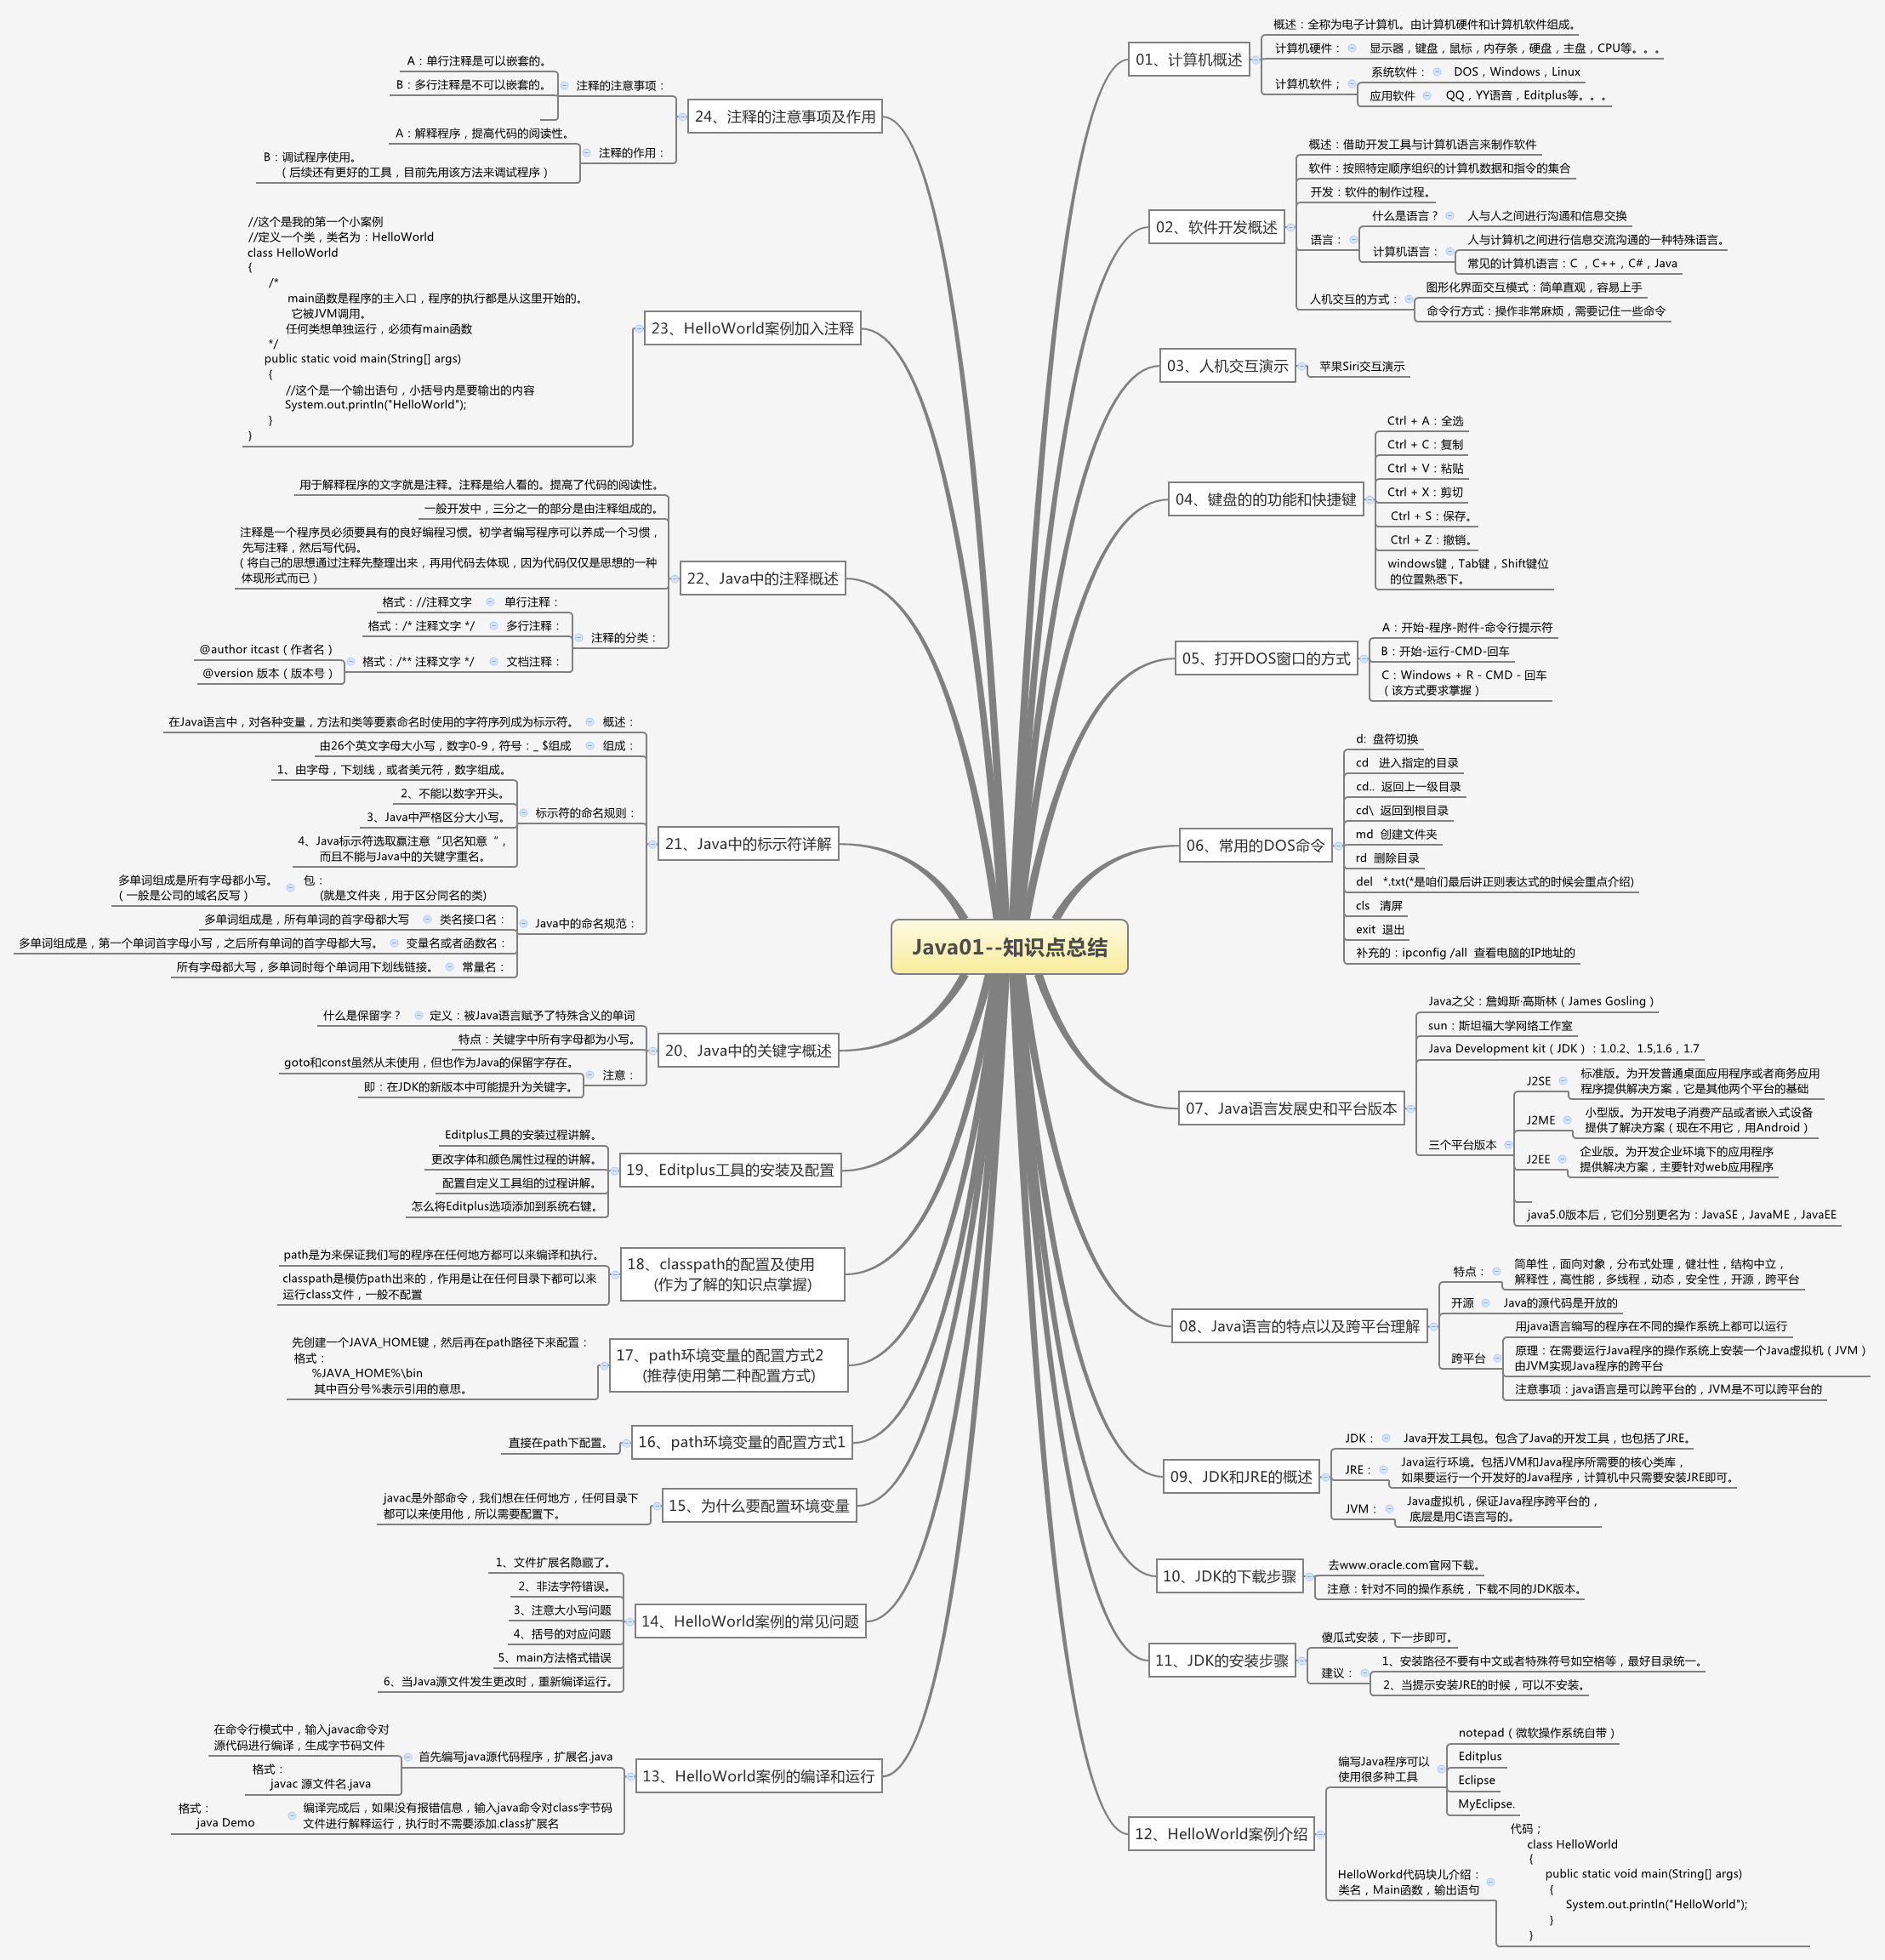 Java01--知识点总结
01、计算机概述
概述：全称为电子计算机。由计算机硬件和计算机软件组成。
计算机硬件：
显示器，键盘，鼠标，内存条，硬盘，主盘，CPU等。。。
计算机软件；
系统软件：
DOS，Windows，Linux
应用软件
QQ，YY语音，Editplus等。。。
02、软件开发概述
概述：借助开发工具与计算机语言来制作软件
软件：按照特定顺序组织的计算机数据和指令的集合
开发：软件的制作过程。
语言：
什么是语言？
人与人之间进行沟通和信息交换
计算机语言：
人与计算机之间进行信息交流沟通的一种特殊语言。
常见的计算机语言：C ，C++，C#，Java
人机交互的方式：
图形化界面交互模式：简单直观，容易上手
命令行方式：操作非常麻烦，需要记住一些命令
03、人机交互演示
苹果Siri交互演示
04、键盘的的功能和快捷键
Ctrl + A：全选
Ctrl + C：复制
Ctrl + V：粘贴
Ctrl + X：剪切
Ctrl + S：保存。
Ctrl + Z：撤销。
windows键，Tab键，Shift键位
的位置熟悉下。
05、打开DOS窗口的方式
A：开始-程序-附件-命令行提示符
B：开始-运行-CMD-回车
C：Windows + R - CMD - 回车
（该方式要求掌握）
06、常用的DOS命令
d: 盘符切换
cd 进入指定的目录
cd.. 返回上一级目录
cd\ 返回到根目录
md 创建文件夹
rd 删除目录
del *.txt(*是咱们最后讲正则表达式的时候会重点介绍)
cls 清屏
exit 退出
补充的：ipconfig /all 查看电脑的IP地址的
07、Java语言发展史和平台版本
Java之父：詹姆斯·高斯林（James Gosling）
sun：斯坦福大学网络工作室
Java Development kit（JDK）：1.0.2、1.5,1.6，1.7
三个平台版本
J2SE
标准版。为开发普通桌面应用程序或者商务应用
程序提供解决方案，它是其他两个平台的基础
J2ME
小型版。为开发电子消费产品或者嵌入式设备
提供了解决方案（现在不用它，用Android）
J2EE
企业版。为开发企业环境下的应用程序
提供解决方案，主要针对web应用程序
java5.0版本后，它们分别更名为：JavaSE，JavaME，JavaEE
08、Java语言的特点以及跨平台理解
特点：
简单性，面向对象，分布式处理，健壮性，结构中立，
解释性，高性能，多线程，动态，安全性，开源，跨平台
开源
Java的源代码是开放的
跨平台
用java语言编写的程序在不同的操作系统上都可以运行
原理：在需要运行Java程序的操作系统上安装一个Java虚拟机（JVM）
由JVM实现Java程序的跨平台
注意事项：java语言是可以跨平台的，JVM是不可以跨平台的
09、JDK和JRE的概述
JDK：
Java开发工具包。包含了Java的开发工具，也包括了JRE。
JRE：
Java运行环境。包括JVM和Java程序所需要的核心类库，
如果要运行一个开发好的Java程序，计算机中只需要安装JRE即可。
JVM：
Java虚拟机，保证Java程序跨平台的，
底层是用C语言写的。
10、JDK的下载步骤
去www.oracle.com官网下载。
注意：针对不同的操作系统，下载不同的JDK版本。
11、JDK的安装步骤
傻瓜式安装，下一步即可。
建议：
1、安装路径不要有中文或者特殊符号如空格等，最好目录统一。
2、当提示安装JRE的时候，可以不安装。
12、HelloWorld案例介绍
编写Java程序可以
使用很多种工具
notepad（微软操作系统自带）
Editplus
Eclipse
MyEclipse.
HelloWorkd代码块儿介绍：
类名，Main函数，输出语句
代码；
class HelloWorld
{
public static void main(String[] args)
{
System.out.println("HelloWorld");
}
}
24、注释的注意事项及作用
注释的注意事项：
A：单行注释是可以嵌套的。
B：多行注释是不可以嵌套的。
注释的作用：
A：解释程序，提高代码的阅读性。
B：调试程序使用。
（后续还有更好的工具，目前先用该方法来调试程序）
23、HelloWorld案例加入注释
//这个是我的第一个小案例
//定义一个类，类名为：HelloWorld
class HelloWorld
{
/*
main函数是程序的主入口，程序的执行都是从这里开始的。
它被JVM调用。
任何类想单独运行，必须有main函数
*/
public static void main(String[] args)
{
//这个是一个输出语句，小括号内是要输出的内容
System.out.println("HelloWorld");
}
}
22、Java中的注释概述
用于解释程序的文字就是注释。注释是给人看的。提高了代码的阅读性。
一般开发中，三分之一的部分是由注释组成的。
注释是一个程序员必须要具有的良好编程习惯。初学者编写程序可以养成一个习惯，
先写注释，然后写代码。
（将自己的思想通过注释先整理出来，再用代码去体现，因为代码仅仅是思想的一种
体现形式而已）
注释的分类：
单行注释：
格式：//注释文字
多行注释：
格式：/* 注释文字 */
文档注释：
格式：/** 注释文字 */
@author itcast（作者名）
@version 版本（版本号）
21、Java中的标示符详解
概述：
在Java语言中，对各种变量，方法和类等要素命名时使用的字符序列成为标示符。
组成：
由26个英文字母大小写，数字0-9，符号：_ $组成
标示符的命名规则：
1、由字母，下划线，或者美元符，数字组成。
2、不能以数字开头。
3、Java中严格区分大小写。
4、Java标示符选取赢注意“见名知意“，
而且不能与Java中的关键字重名。
Java中的命名规范：
包：
(就是文件夹，用于区分同名的类)
多单词组成是所有字母都小写。
（一般是公司的域名反写）
类名接口名：
多单词组成是，所有单词的首字母都大写
变量名或者函数名：
多单词组成是，第一个单词首字母小写，之后所有单词的首字母都大写。
常量名：
所有字母都大写，多单词时每个单词用下划线链接。
20、Java中的关键字概述
定义：被Java语言赋予了特殊含义的单词
什么是保留字？
特点：关键字中所有字母都为小写。
注意：
goto和const虽然从未使用，但也作为Java的保留字存在。
即：在JDK的新版本中可能提升为关键字。
19、Editplus工具的安装及配置
Editplus工具的安装过程讲解。
更改字体和颜色属性过程的讲解。
配置自定义工具组的过程讲解。
怎么将Editplus选项添加到系统右键。
18、classpath的配置及使用
(作为了解的知识点掌握)
path是为来保证我们写的程序在任何地方都可以来编译和执行。
classpath是模仿path出来的，作用是让在任何目录下都可以来
运行class文件，一般不配置
17、path环境变量的配置方式2
(推荐使用第二种配置方式)
先创建一个JAVA_HOME键，然后再在path路径下来配置：
格式：
%JAVA_HOME%\bin
其中百分号%表示引用的意思。
16、path环境变量的配置方式1
直接在path下配置。
15、为什么要配置环境变量
javac是外部命令，我们想在任何地方，任何目录下
都可以来使用他，所以需要配置下。
14、HelloWorld案例的常见问题
1、文件扩展名隐藏了。
2、非法字符错误。
3、注意大小写问题
4、括号的对应问题
5、main方法格式错误
6、当Java源文件发生更改时，重新编译运行。
13、HelloWorld案例的编译和运行
首先编写java源代码程序，扩展名.java
在命令行模式中，输入javac命令对
源代码进行编译，生成字节码文件
格式：
javac 源文件名.java
编译完成后，如果没有报错信息，输入java命令对class字节码
文件进行解释运行，执行时不需要添加.class扩展名
格式：
java Demo